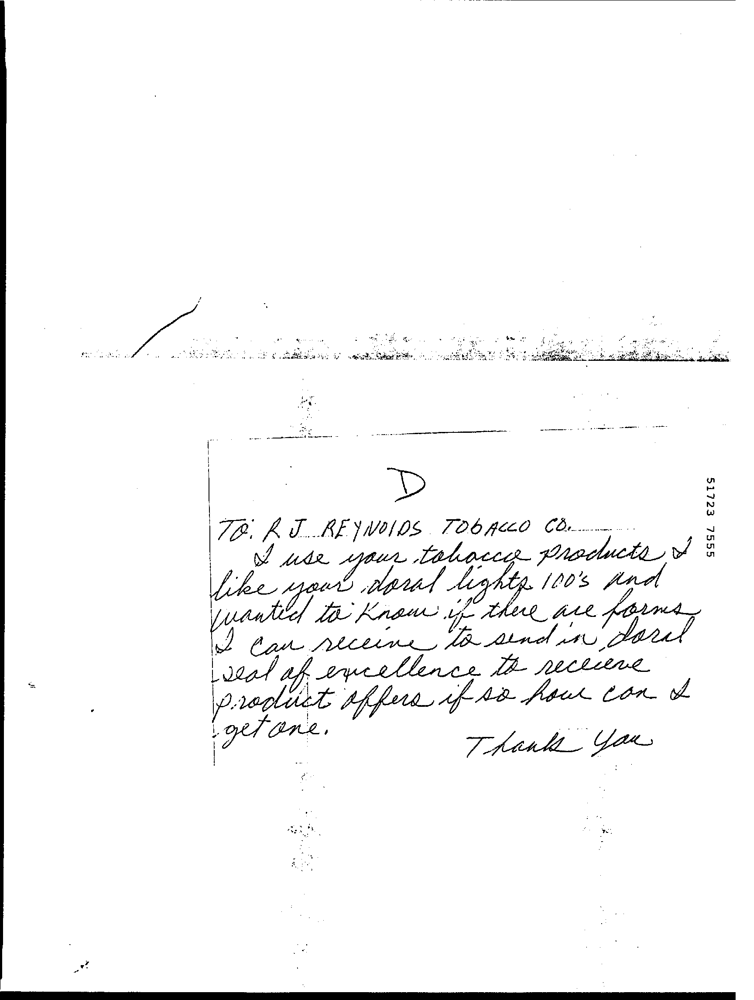 D
TO: R J REYNOLDS TOBACCO CO.
I use your tobacco products I
like your doral lights 100's and
wanted to know if there are forms
I can receive to send in doral
seal of excellence to receieve
product offers if so how can I
get one.
Thank You
51723 7555